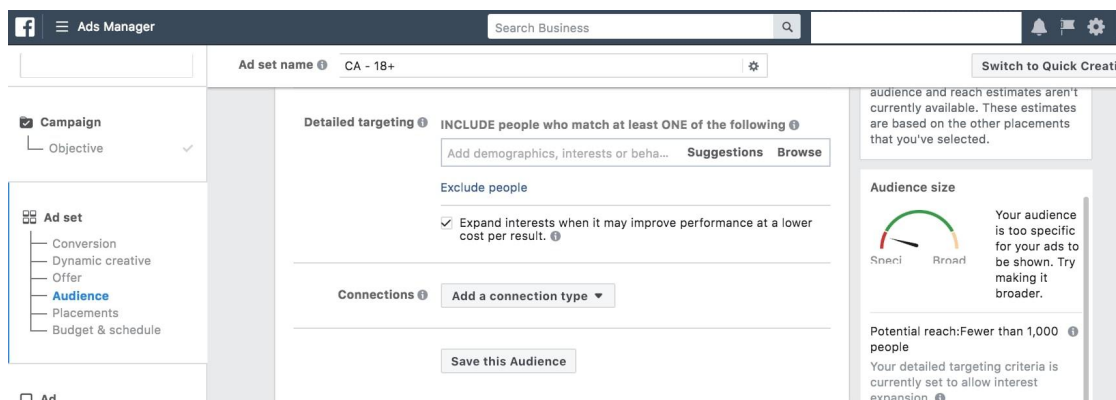 Ads Manager
Search Business
Ad set name
CA - 18+
Switch to Quick Creati
Campaign
Objective
Ad set
Conversion
Dynamic creative
Offer
Audience
Placements
Budget & schedule
Ad
Detailed targeting
INCLUDE people who match at least ONE of the following
Add demographics, interests or beha... Suggestions Browse
Exclude people
Expand interests when it may improve performance at a lower
cost per result.
Connections
Add a connection type
Save this Audience
audience and reach estimates aren't
currently available. These estimates
are based on the other placements
that you've selected.
Audience size
Speci Broad
Your audience
is too specific
for your ads to
be shown. Try
making it
broader.
Potential reach:Fewer than 1,000
people
Your detailed targeting criteria is
currently set to allow interest
expansion.